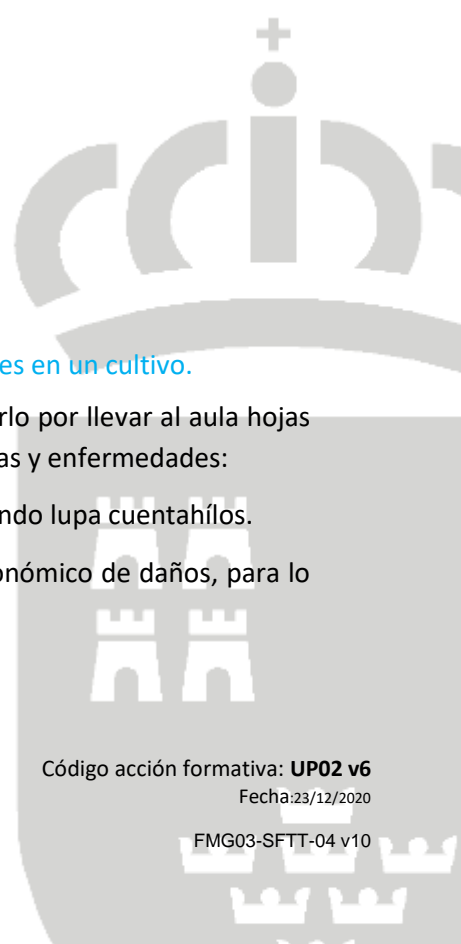 es en un cultivo.
rlo por llevar al aula hojas
as y enfermedades:
ndo lupa cuentahílos.
onómico de daños, para lo
Código acción formativa: UP02 v6
Fecha:23/12/2020
FMG03-SFTT-04 v10